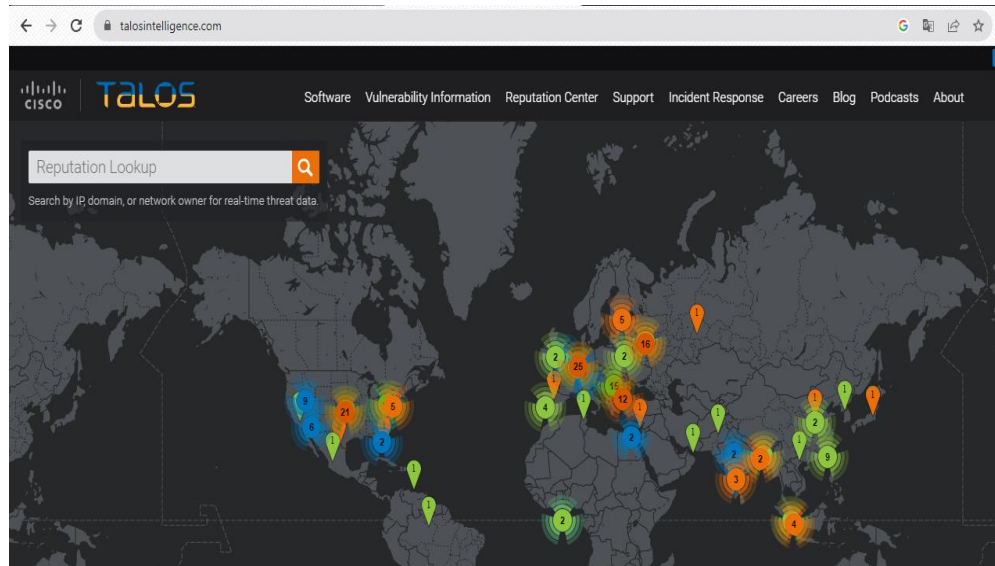 talosintelligence.com
CISCO TALOS
Software Vulnerability Information Reputation Center Support Incident Response Careers Blog Podcasts About
Reputation Lookup
Search by IP, domain, or network owner for real-time threat data.
1
5
16
2 2
25
1 15 1 1 1
9 12 1
21 5 4 1 1
6 2
1 2 2 1
2 2 9
1 3
1
2 4